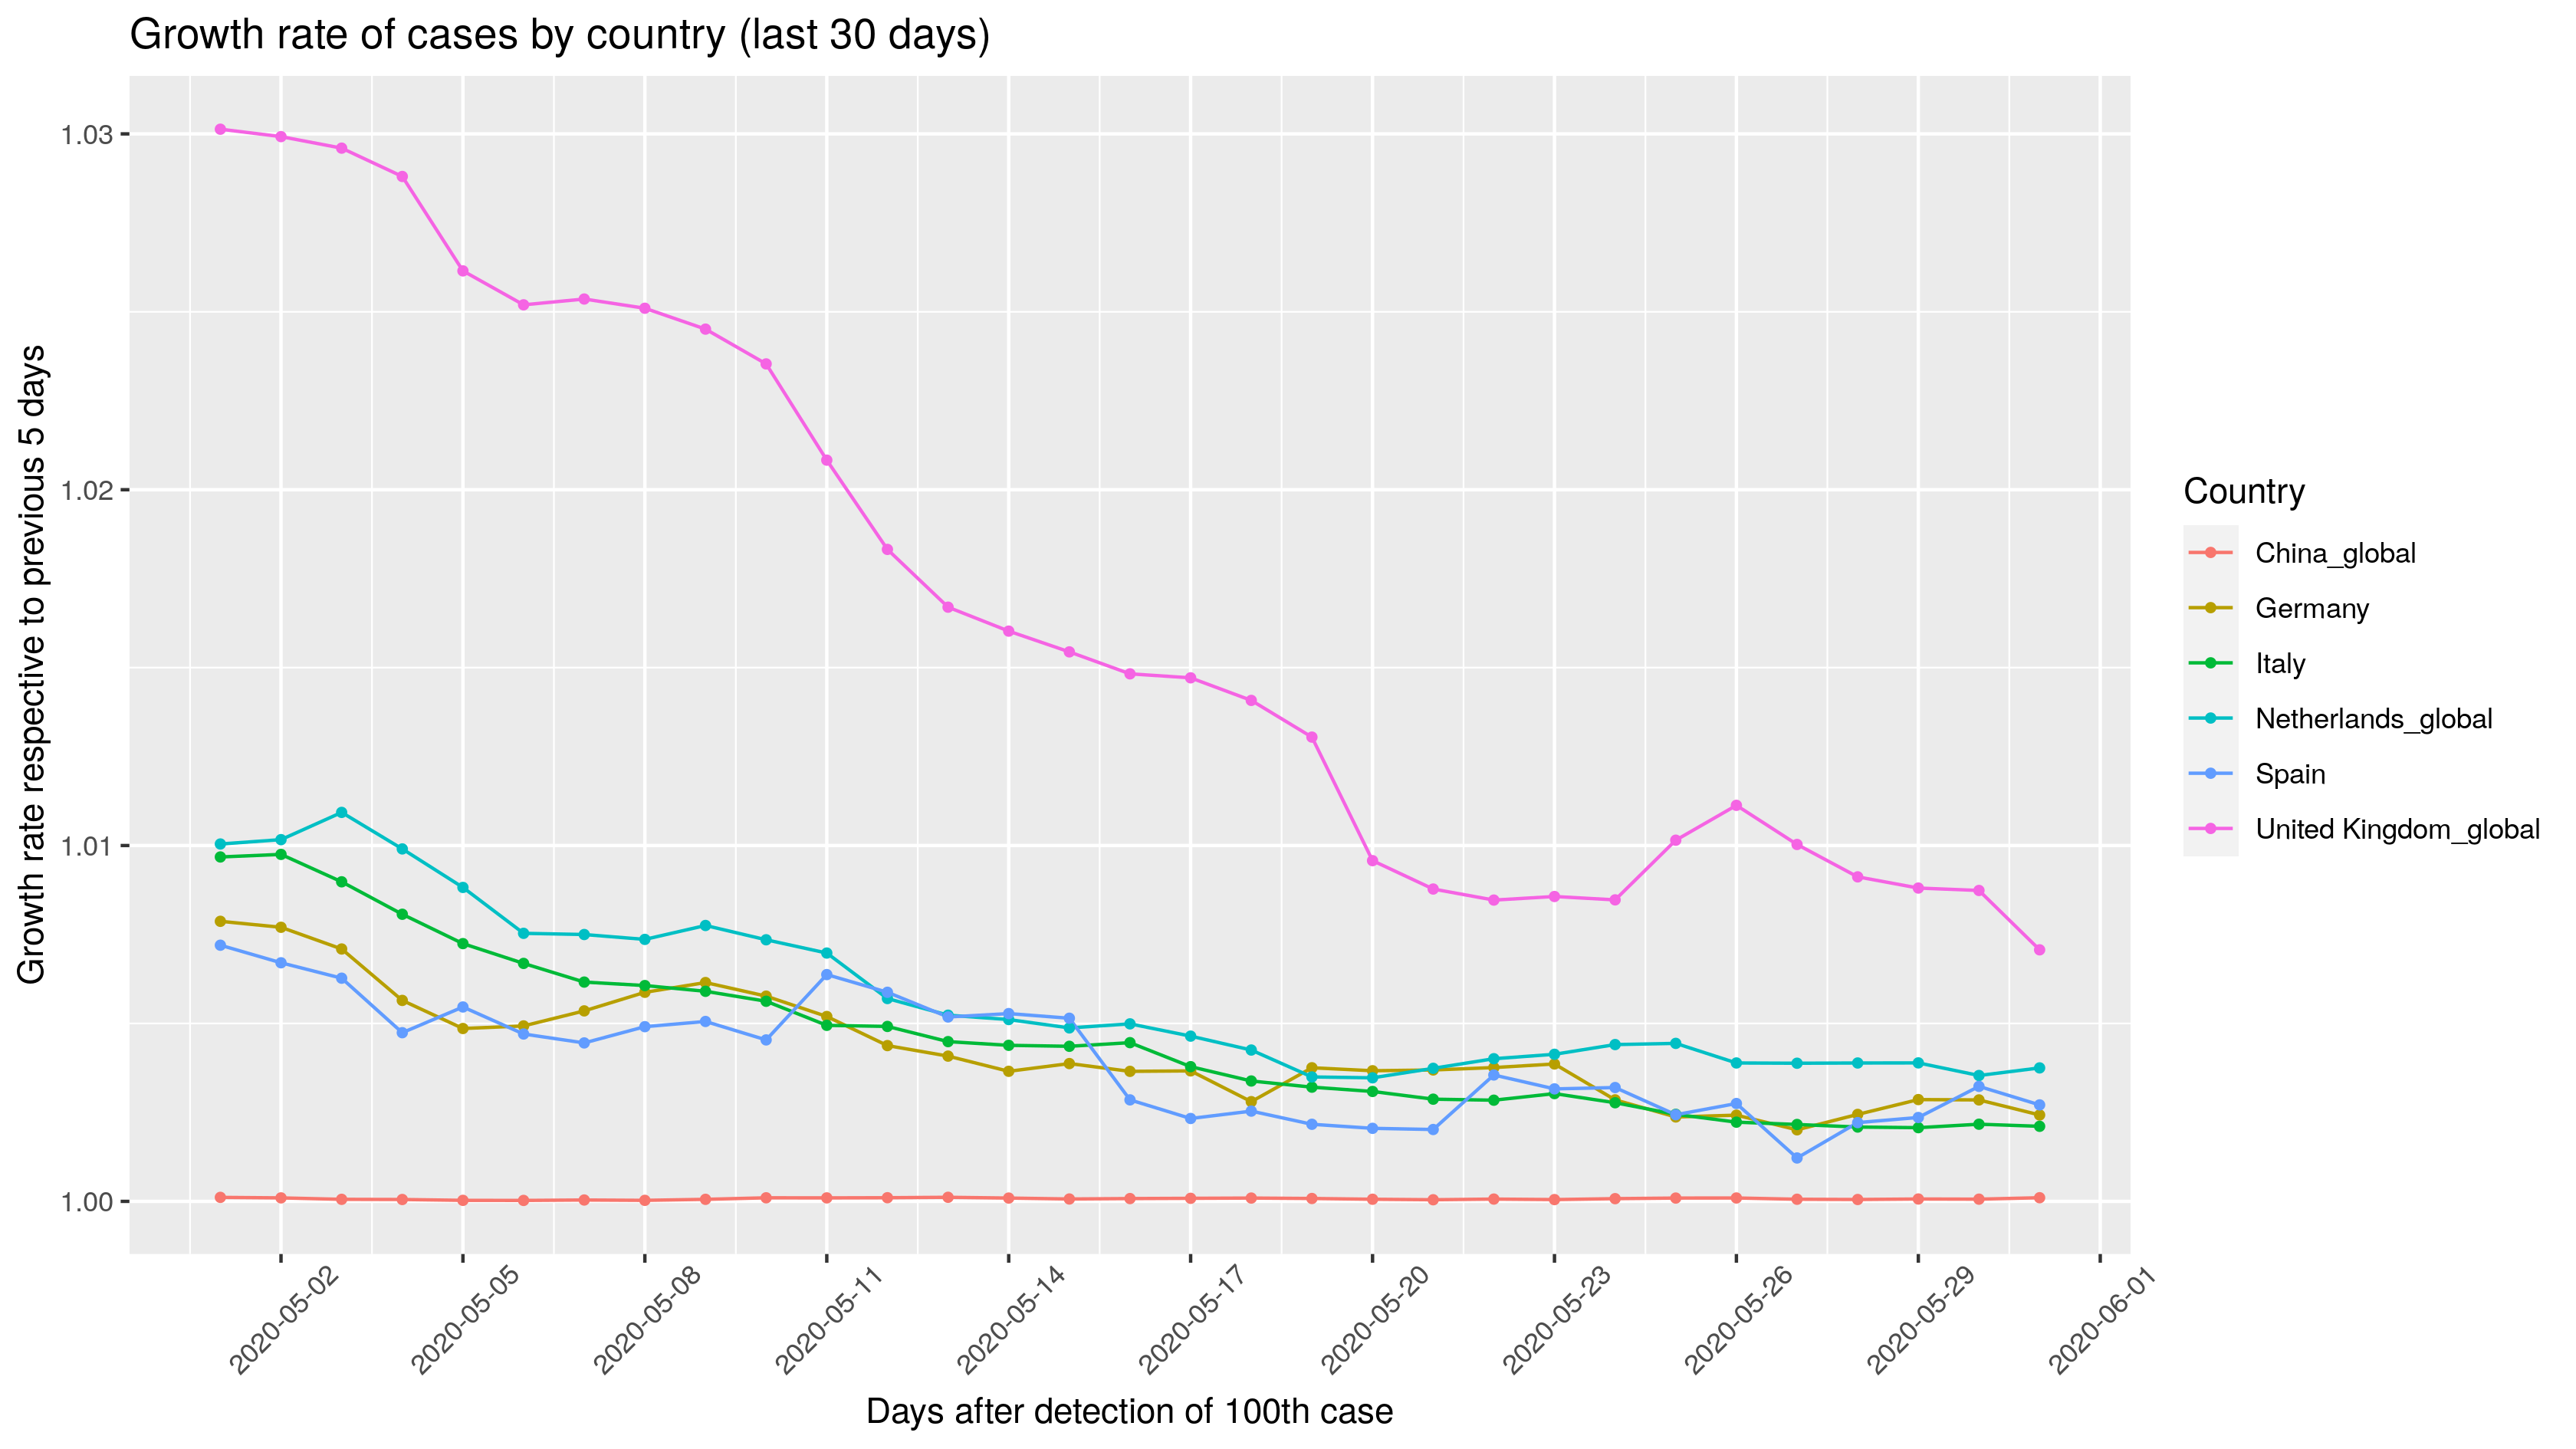 Growth rate of cases by country (last 30 days)
Growth rate respective to previous 5 days
1.03
1.02
1.01
1.00
2020-05-02
2020-05-05
2020-05-08
2020-05-11
2020-05-14
2020-05-17
2020-05-20
2020-05-23
2020-05-26
2020-05-29
2020-06-01
Days after detection of 100th case
Country
China_global
Germany
Italy
Netherlands_global
Spain
United Kingdom_global